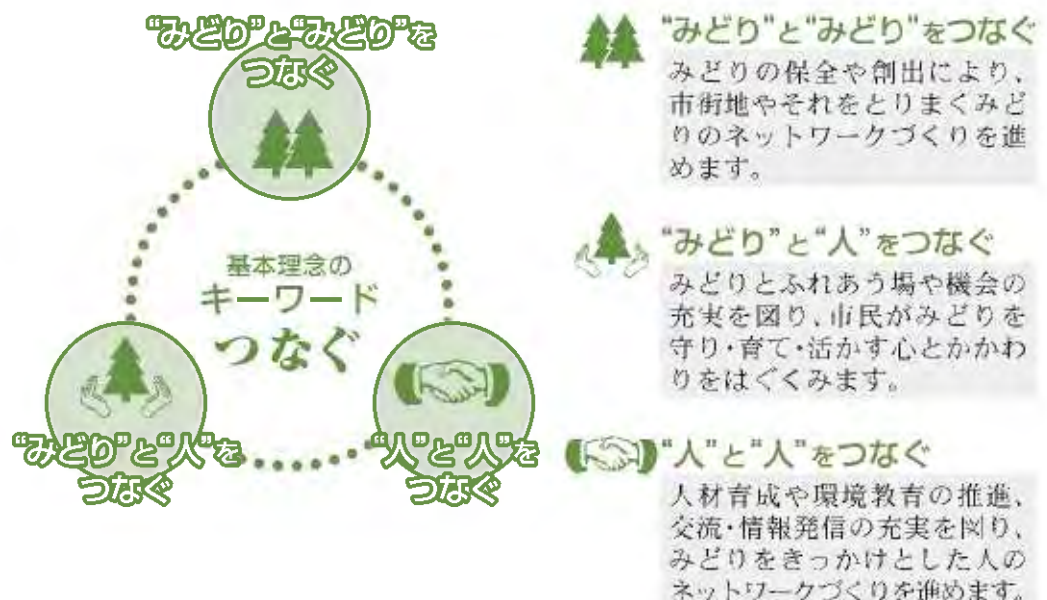 “みどり”と“みどり”を
つなぐ
基本理念の
キーワード
つなぐ
“みどり”と“人”を
つなぐ
“人”と“人”を
つなぐ
“みどり”と“みどり”をつなぐ
みどりの保全や創出により、
市街地やそれをとりまくみど
りのネットワークづくりを進
めます。
“みどり”と“人”をつなぐ
みどりとふれあう場や機会の
充実を図り、市民がみどりを
守り・育て・活かす心とかかわ
りをはぐくみます。
“人”と“人”をつなぐ
人材育成や環境教育の推進、
交流・情報発信の充実を図り、
みどりをきっかけとした人の
ネットワークづくりを進めます。